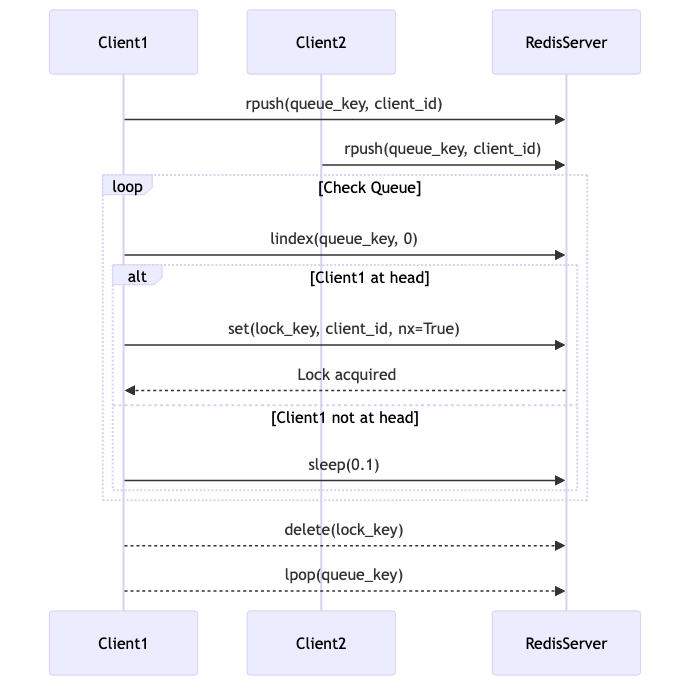 Client1
Client2
RedisServer
rpush(queue_key, client_id)
rpush(queue_key, client_id)
loop
[Check Queue]
lindex(queue_key, 0)
alt
[Client1 at head]
set(lock_key, client_id, nx=True)
Lock acquired
[Client1 not at head]
sleep(0.1)
delete(lock_key)
lpop(queue_key)
Client1
Client2
RedisServer